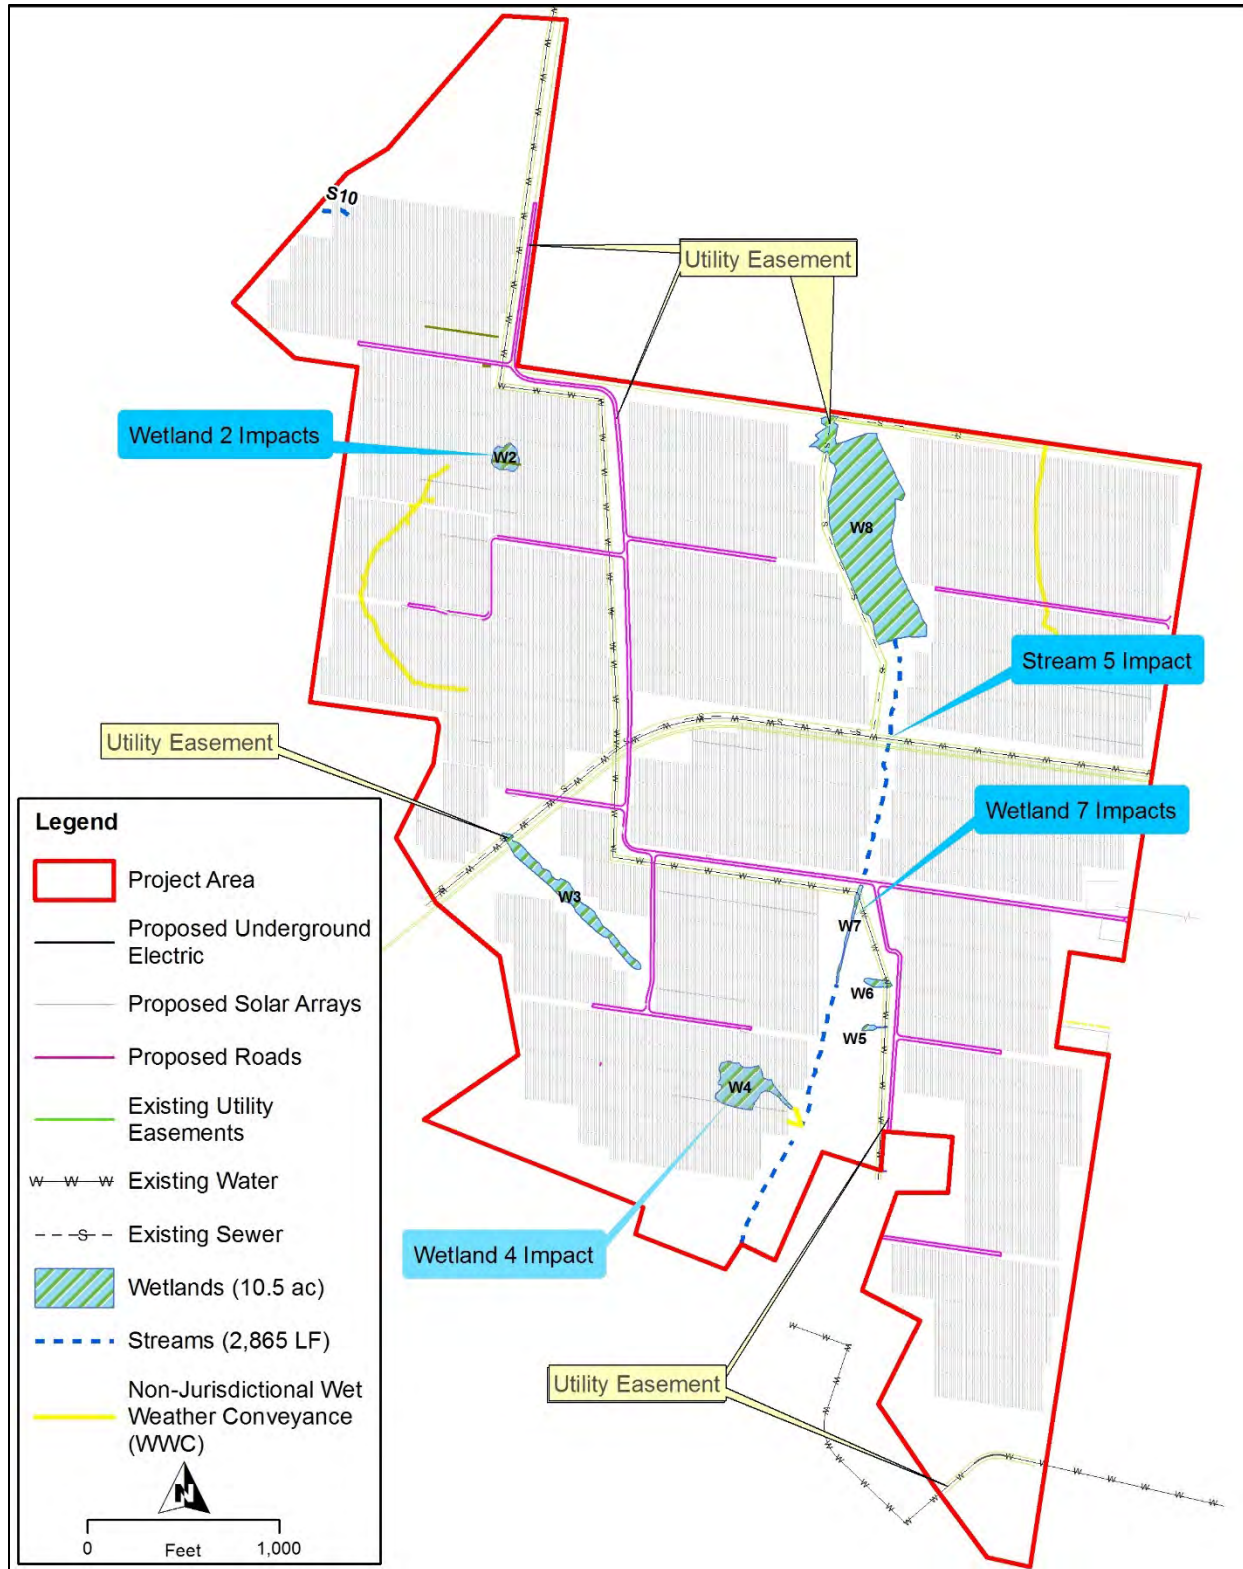 S10
Utility Easement
Wetland 2 Impacts
W2
W8
Stream 5 Impact
Utility Easement
Wetland 7 Impacts
W3
W7
W6
W5
W4
Wetland 4 Impact
Utility Easement
Legend
Project Area
Proposed Underground
Electric
Proposed Solar Arrays
Proposed Roads
Existing Utility
Easements
W W W Existing Water
S Existing Sewer
Wetlands (10.5 ac)
Streams (2,865 LF)
Non-Jurisdictional Wet
Weather Conveyance
(WWC)
N
0 Feet 1,000